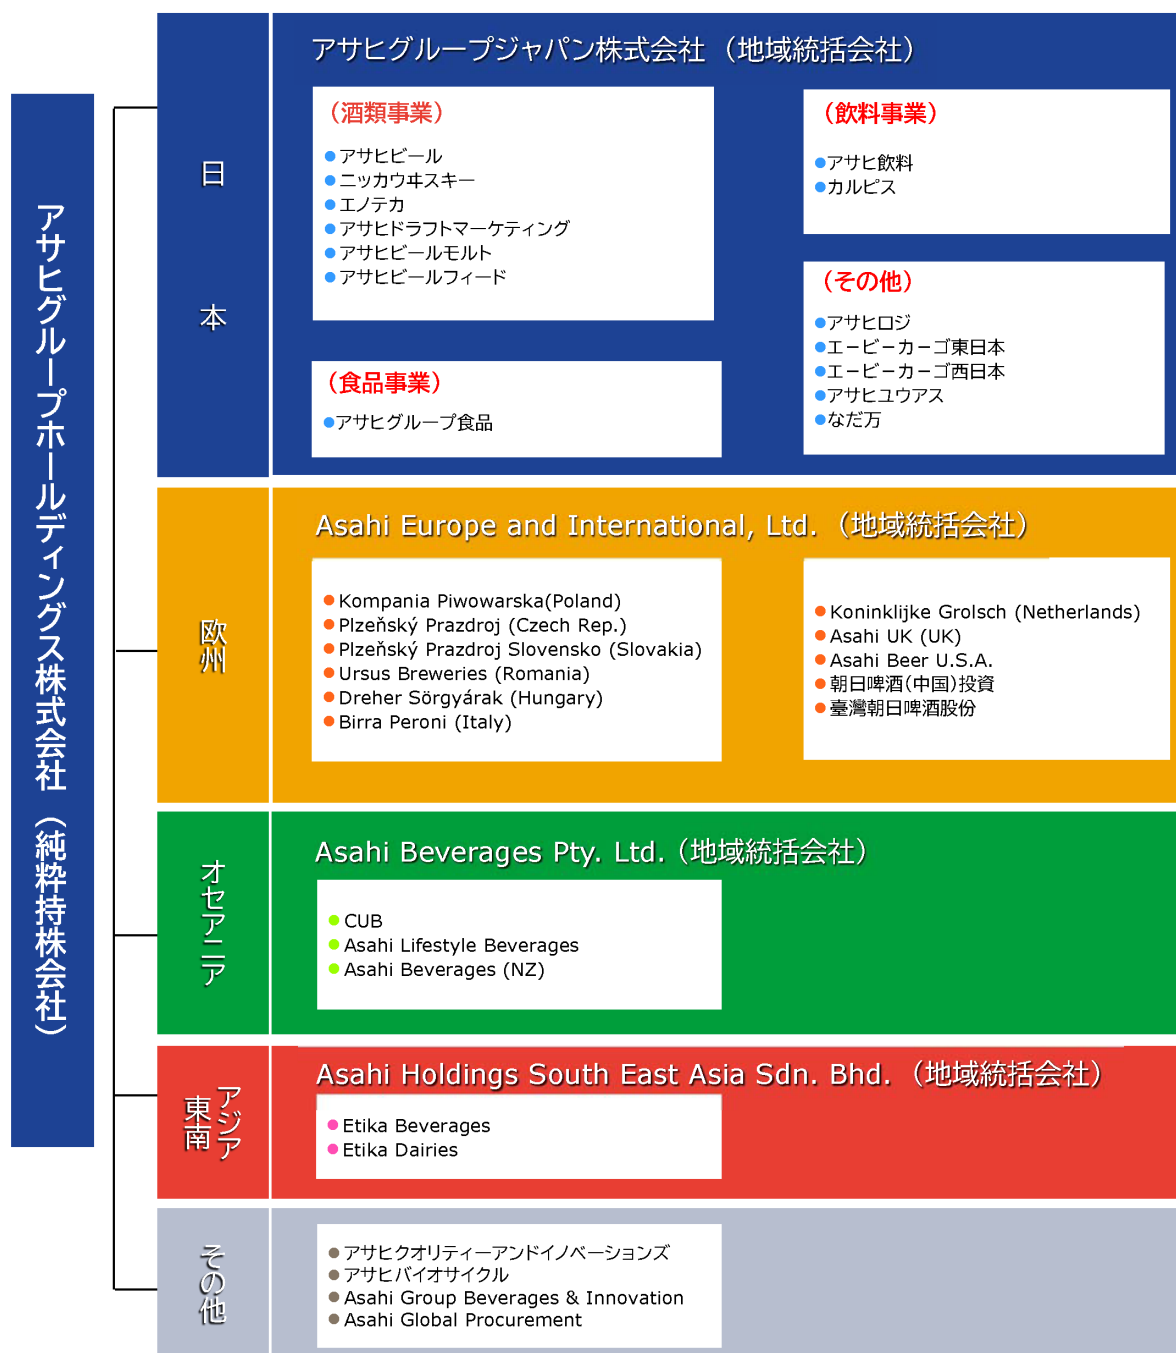 アサヒグループホールディングス株式会社（純粋持株会社）
日本
アサヒグループジャパン株式会社（地域統括会社）
（酒類事業）
アサヒビール
ニッカウヰスキー
エノテカ
アサヒドラフトマーケティング
アサヒビールモルト
アサヒビールフィード
（食品事業）
アサヒグループ食品
（飲料事業）
アサヒ飲料
カルピス
（その他）
アサヒロジ
エービーカーゴ東日本
エービーカーゴ西日本
アサヒユウアス
なだ万
欧州
Asahi Europe and International, Ltd.（地域統括会社）
Kompania Piwowarska(Poland)
Plzeňský Prazdroj (Czech Rep.)
Plzeňský Prazdroj Slovensko (Slovakia)
Ursus Breweries (Romania)
Dreher Sörgyárak (Hungary)
Birra Peroni (Italy)
Koninklijke Grolsch (Netherlands)
Asahi UK (UK)
Asahi Beer U.S.A.
朝日啤酒（中国）投資
臺灣朝日啤酒股份
オセアニア
Asahi Beverages Pty. Ltd.（地域統括会社）
CUB
Asahi Lifestyle Beverages
Asahi Beverages (NZ)
東南
アジア
Asahi Holdings South East Asia Sdn. Bhd.（地域統括会社）
Etika Beverages
Etika Dairies
その他
アサヒクオリティーアンドイノベーションズ
アサヒバイオサイクル
Asahi Group Beverages & Innovation
Asahi Global Procurement